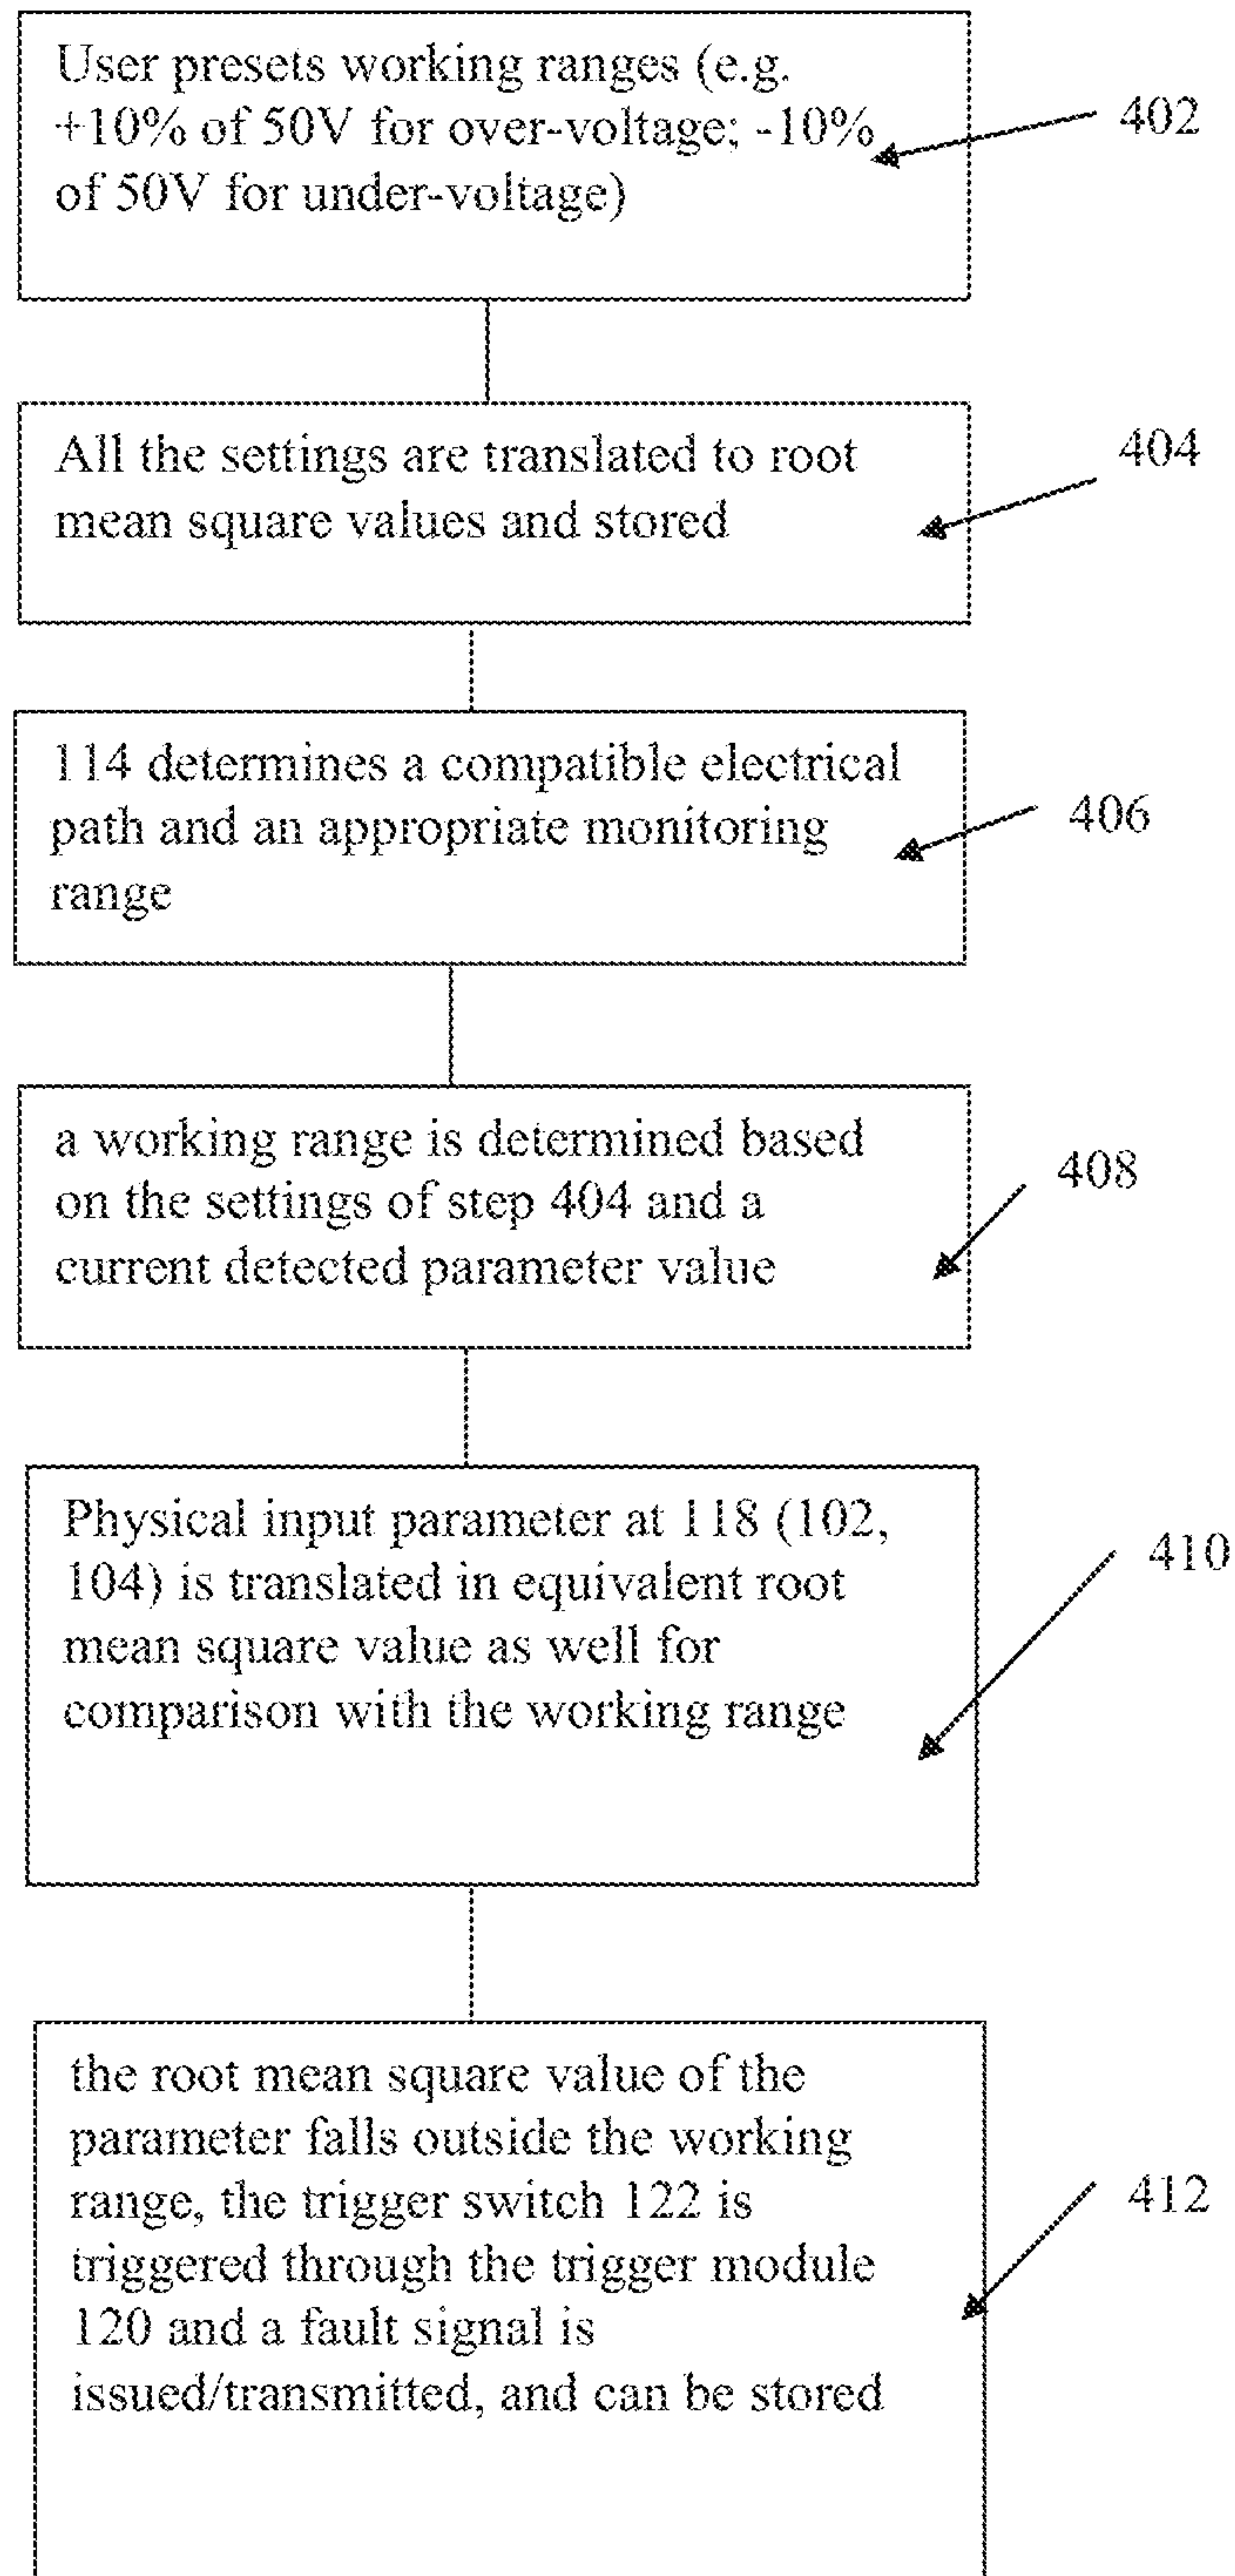 User presets working ranges (e.g.
+10% of 50V for over-voltage; -10%
of 50V for under-voltage)
402
All the settings are translated to root
mean square values and stored
404
114 determines a compatible electrical
path and an appropriate monitoring
range
406
a working range is determined based
on the settings of step 404 and a
current detected parameter value
408
Physical input parameter at 118 (102,
104) is translated in equivalent root
mean square value as well for
comparison with the working range
410
the root mean square value of the
parameter falls outside the working
range, the trigger switch 122 is
triggered through the trigger module
120 and a fault signal is
issued/transmitted, and can be stored
412